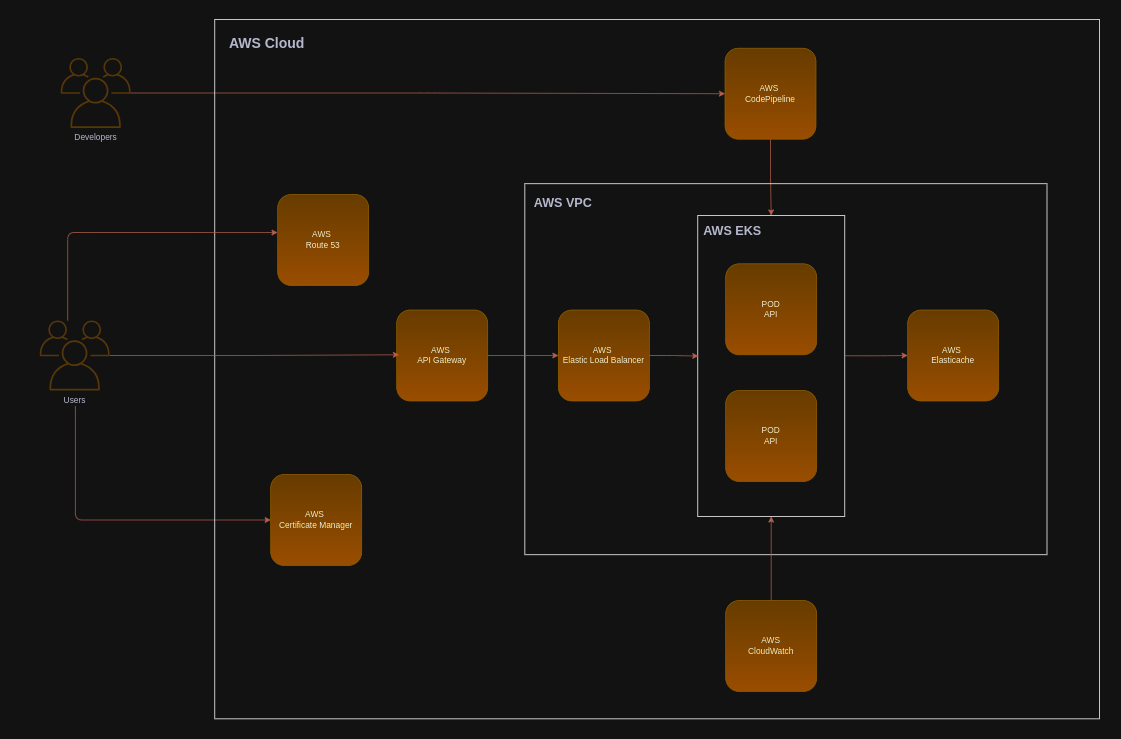 AWS Cloud
AWS
CodePipeline
Developers
AWS VPC
AWS
Route 53
AWS EKS
POD
API
AWS
API Gateway
AWS
Elastic Load Balancer
AWS
Elasticache
Users
POD
API
AWS
Certificate Manager
AWS
CloudWatch